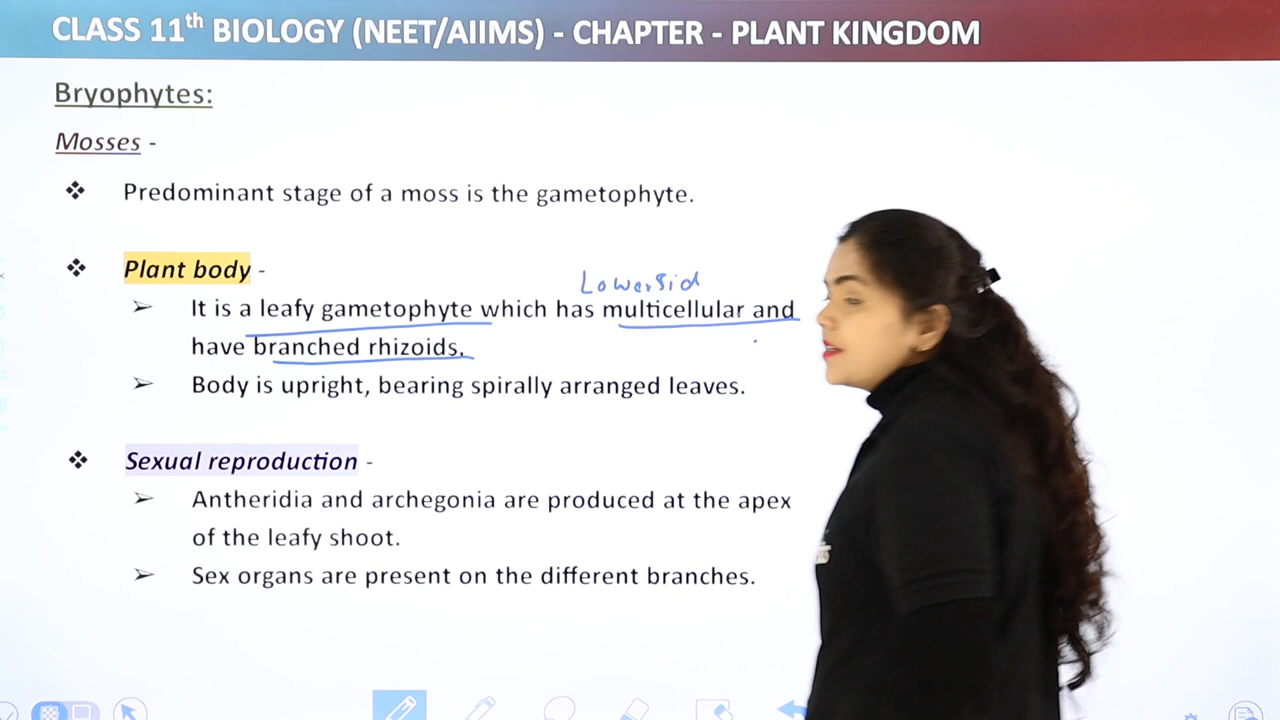 CLASS 11th BIOLOGY (NEET/AIIMS) - CHAPTER - PLANT KINGDOM
Bryophytes:
Mosses -
❖ Predominant stage of a moss is the gametophyte.
❖ Plant body -
Lowersid
➢ It is a leafy gametophyte which has multicellular and
have branched rhizoids.
➢ Body is upright, bearing spirally arranged leaves.
❖ Sexual reproduction -
➢ Antheridia and archegonia are produced at the apex
of the leafy shoot.
➢ Sex organs are present on the different branches.